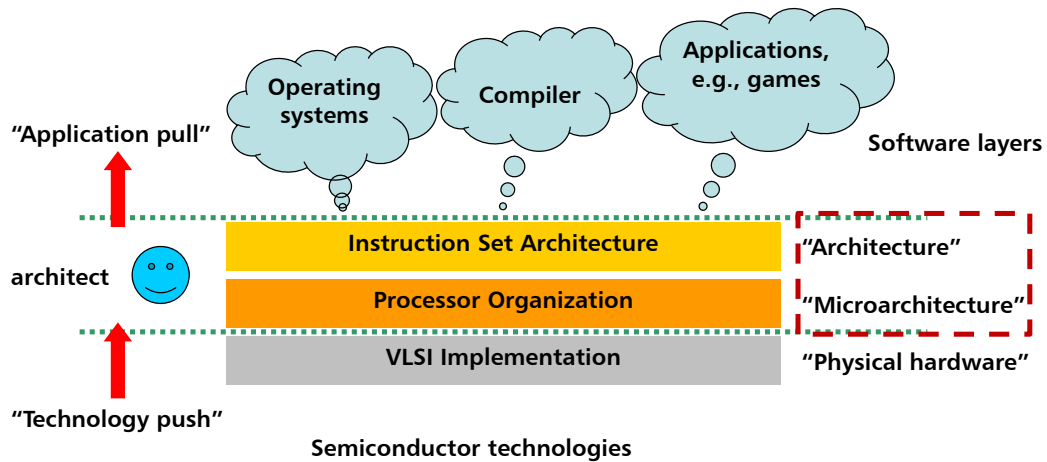 Operating
systems
Compiler
Applications,
e.g., games
“Application pull”
Software layers
Instruction Set Architecture
“Architecture”
architect
Processor Organization
“Microarchitecture”
VLSI Implementation
“Physical hardware”
“Technology push”
Semiconductor technologies